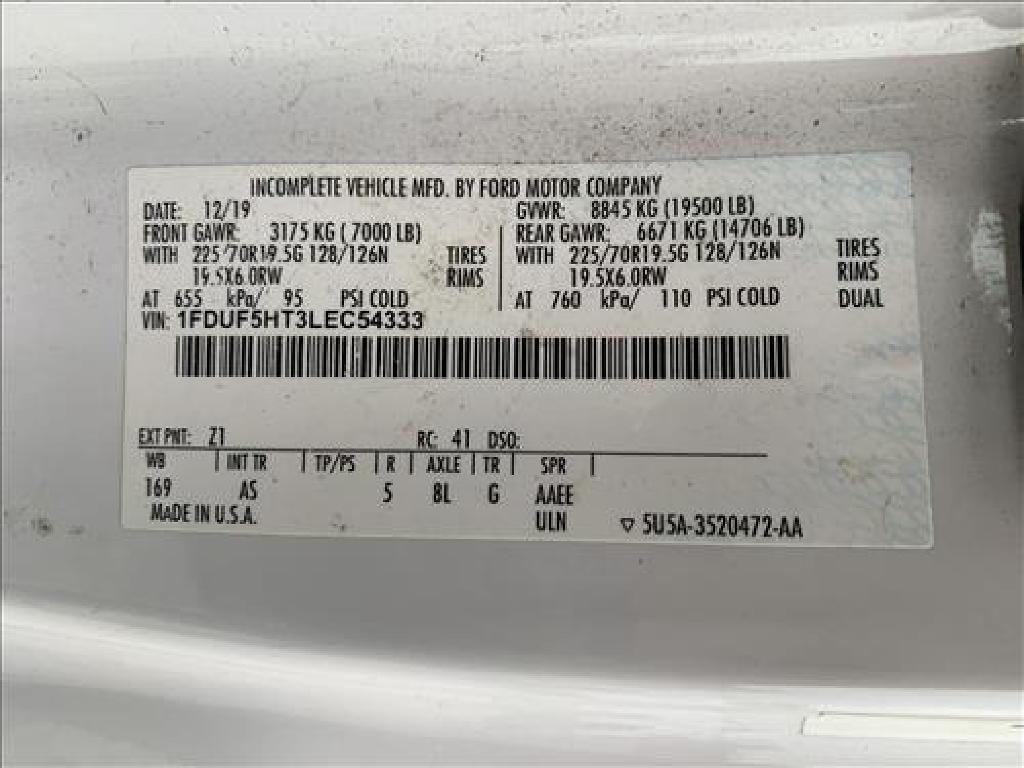 INCOMPLETE VEHICLE MFD. BY FORD MOTOR COMPANY
DATE: 12/19
GVWR: 8845 KG (19500 LB)
FRONT GAWR: 3175 KG ( 7000 LB)
REAR GAWR: 6671 KG (14706 LB)
WITH 225/70R19.5G 128/126N TIRES
WITH 225/70R19.5G 128/126N TIRES
19.5X6.0RW RIMS
19.5X6.0RW RIMS
AT 655 kPa/ 95 PSI COLD
AT 760 kPa/ 110 PSI COLD DUAL
VIN: 1FDUF5HT3LEC54333
EXT PNT: Z1 RC: 41 DSO:
WB INT TR TP/PS R AXLE TR SPR
169 AS 5 8L G AAEE
MADE IN U.S.A. ULN ▽ 5U5A-3520472-AA